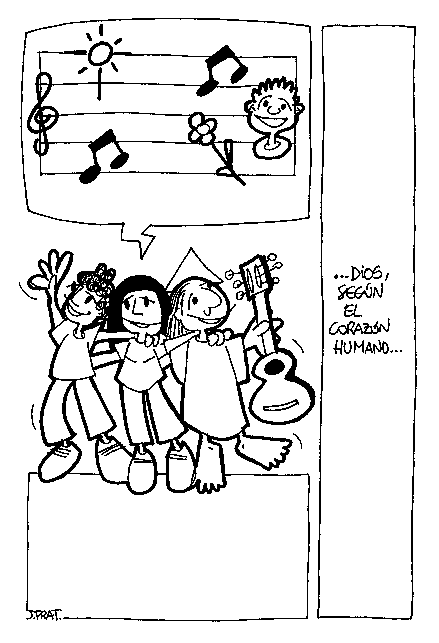 ...DIOS,
SEGÚN
EL
CORAZÓN
HUMANO...
J.PRAT.